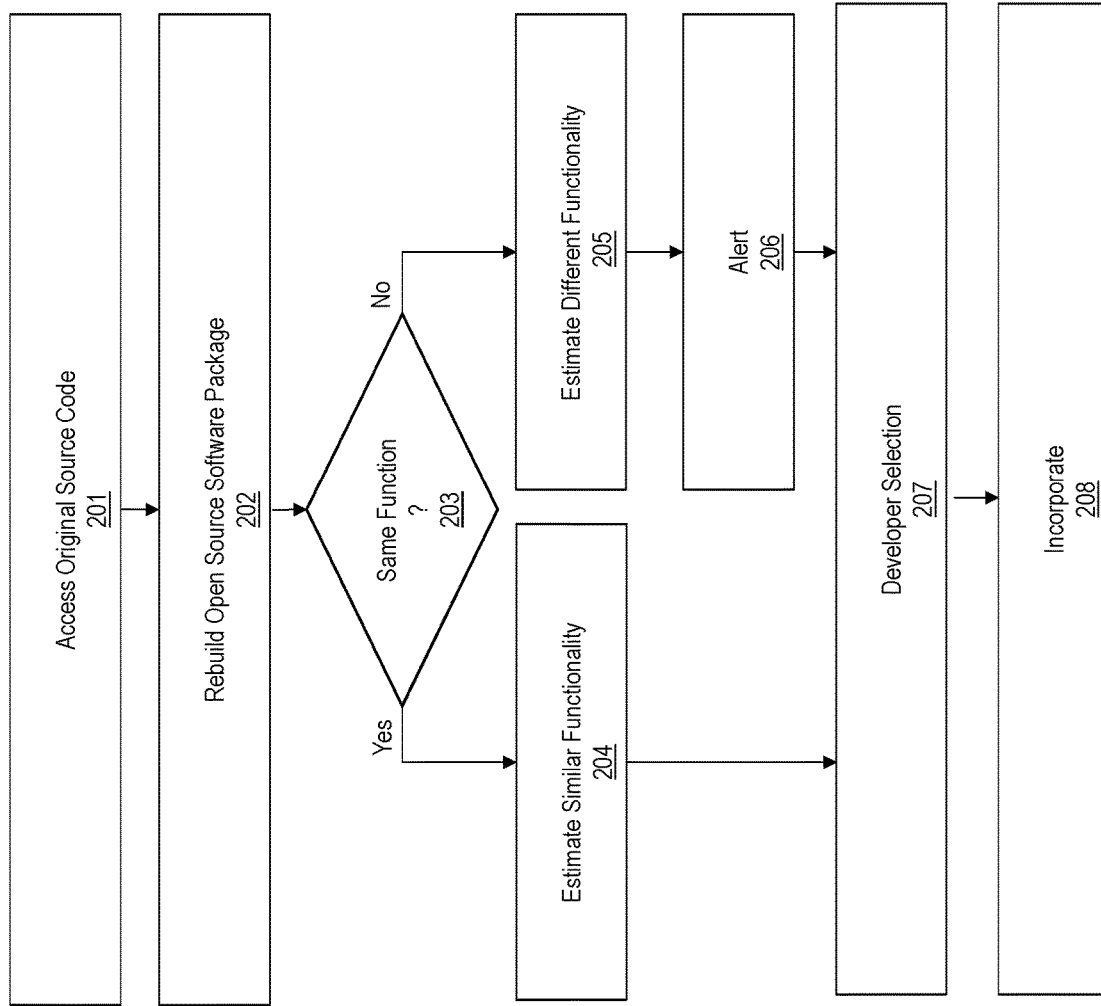 Access Original Source Code
201
Rebuild Open Source Software Package
202
Same Function
?
203
Yes
No
Estimate Similar Functionality
204
Estimate Different Functionality
205
Alert
206
Developer Selection
207
Incorporate
208